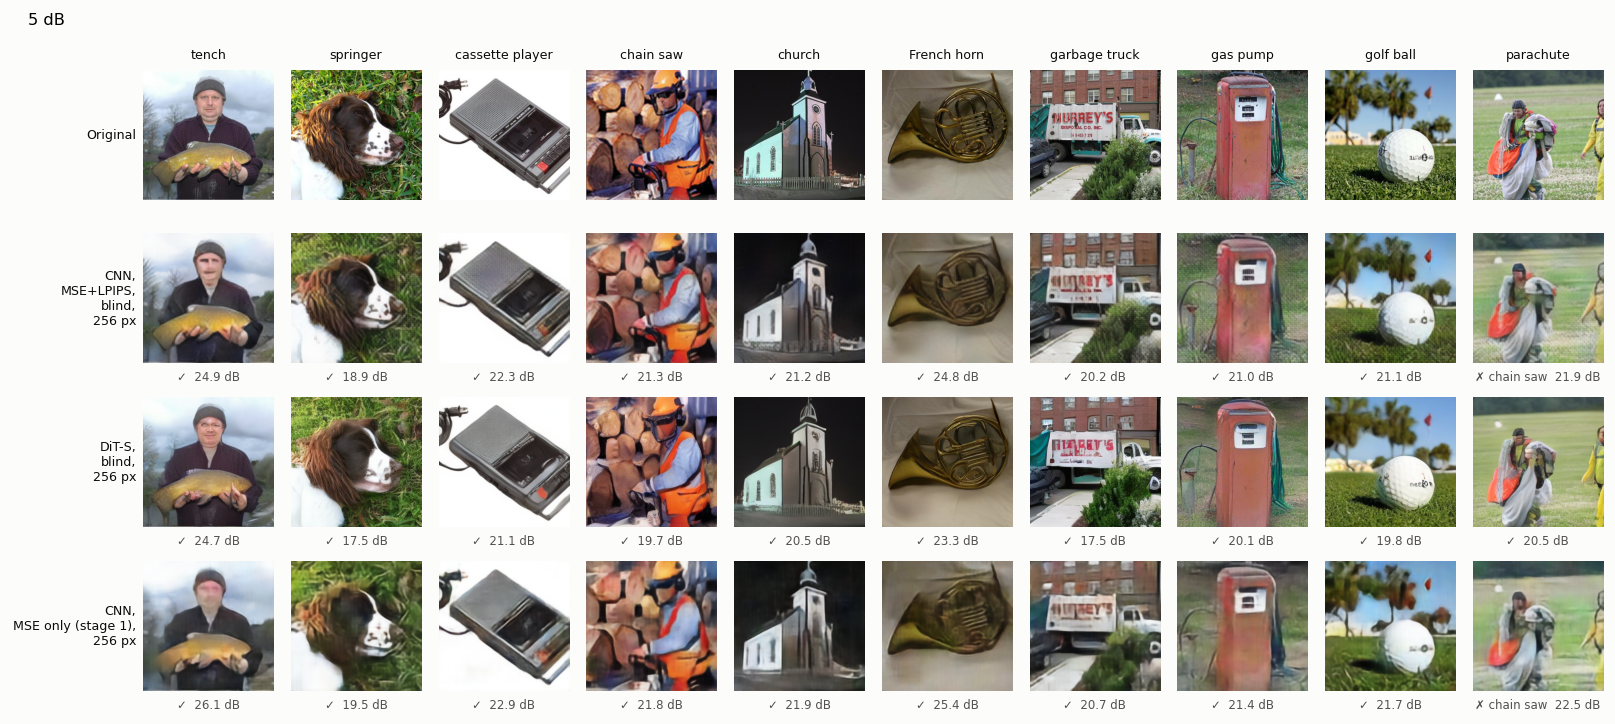 5 dB
tench springer cassette player chain saw church French horn garbage truck gas pump golf ball parachute
Original
CNN,
MSE+LPIPS,
blind,
256 px
✓ 24.9 dB ✓ 18.9 dB ✓ 22.3 dB ✓ 21.3 dB ✓ 21.2 dB ✓ 24.8 dB ✓ 20.2 dB ✓ 21.0 dB ✓ 21.1 dB ✗ chain saw 21.9 dB
DiT-S,
blind,
256 px
✓ 24.7 dB ✓ 17.5 dB ✓ 21.1 dB ✓ 19.7 dB ✓ 20.5 dB ✓ 23.3 dB ✓ 17.5 dB ✓ 20.1 dB ✓ 19.8 dB ✓ 20.5 dB
CNN,
MSE only (stage 1),
256 px
✓ 26.1 dB ✓ 19.5 dB ✓ 22.9 dB ✓ 21.8 dB ✓ 21.9 dB ✓ 25.4 dB ✓ 20.7 dB ✓ 21.4 dB ✓ 21.7 dB ✗ chain saw 22.5 dB